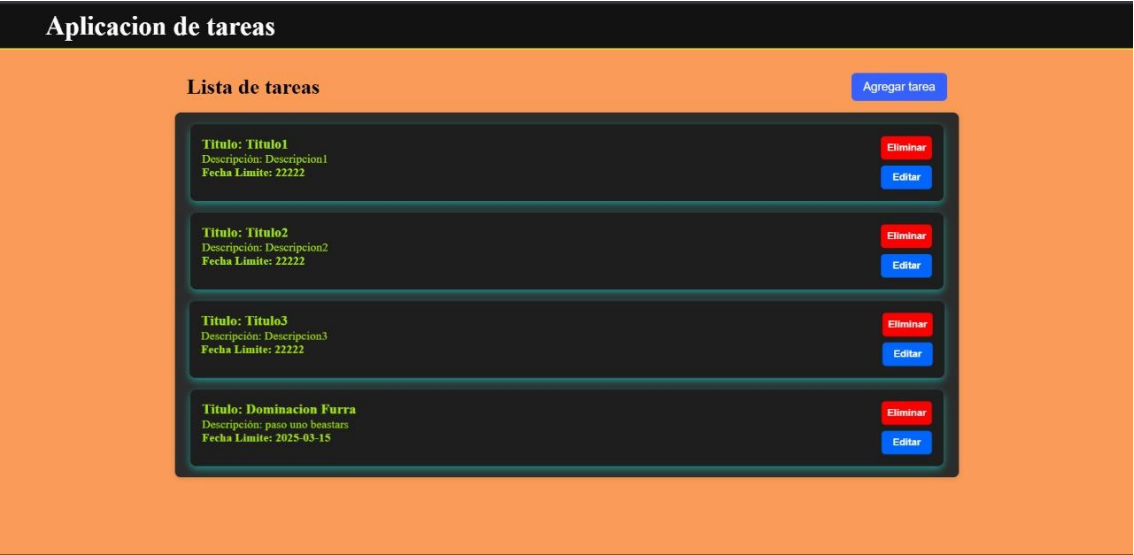 Aplicacion de tareas
Lista de tareas
Agregar tarea
Titulo: Titulo1
Descripción: Descripcion1
Fecha Limite: 22222
Eliminar
Editar
Titulo: Titulo2
Descripción: Descripcion2
Fecha Limite: 22222
Eliminar
Editar
Titulo: Titulo3
Descripción: Descripcion3
Fecha Limite: 22222
Eliminar
Editar
Titulo: Dominacion Furra
Descripción: paso uno beastars
Fecha Limite: 2025-03-15
Eliminar
Editar